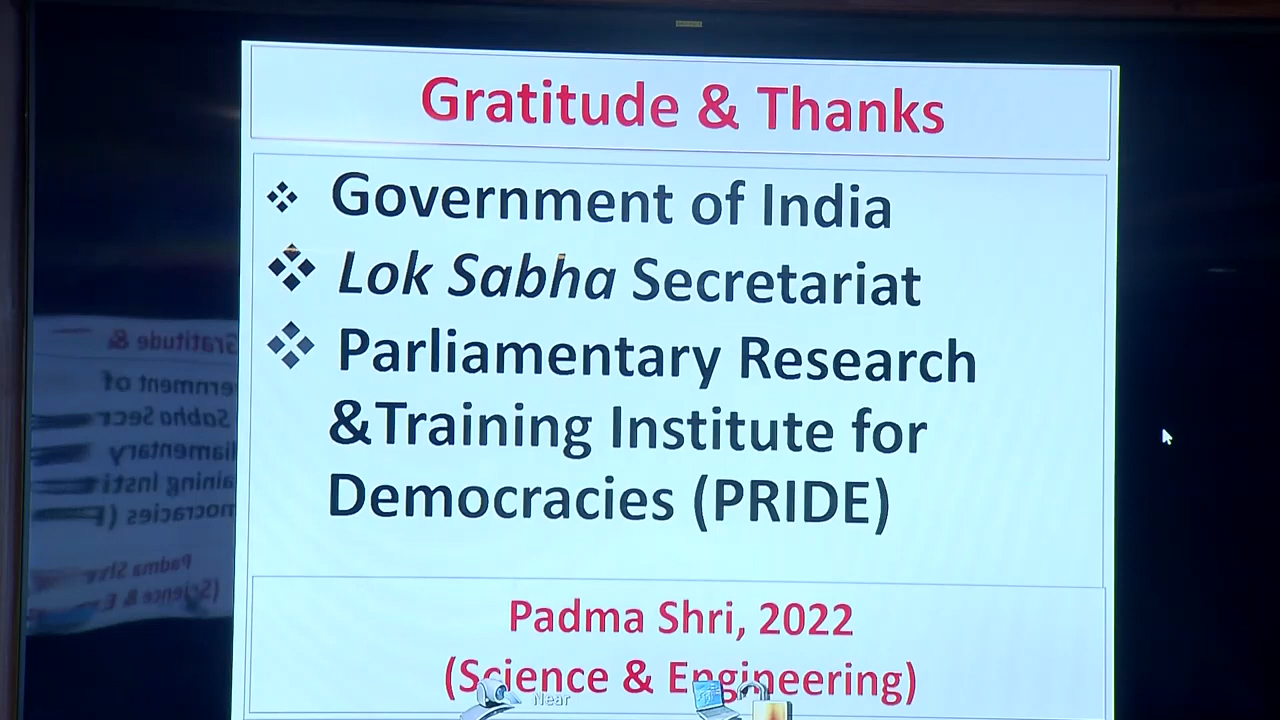 Gratitude & Thanks
Government of India
Lok Sabha Secretariat
Parliamentary Research
&Training Institute for
Democracies (PRIDE)
Padma Shri, 2022
(Science & Engineering)
Near